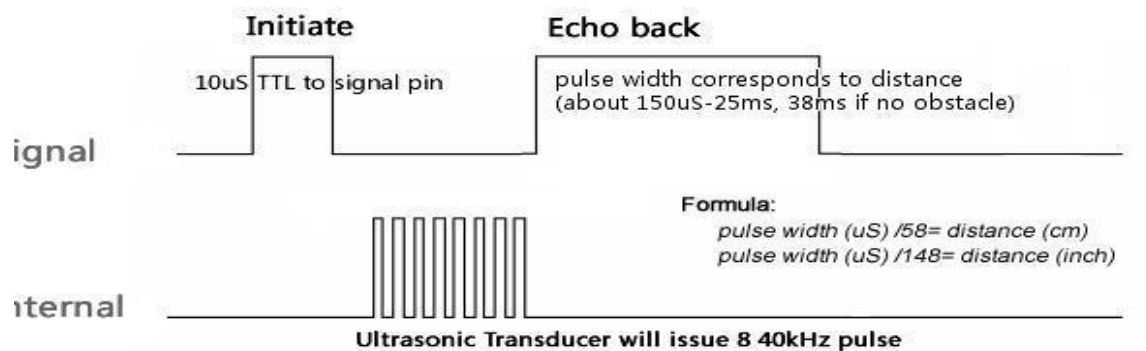 Initiate
Echo back
10uS TTL to signal pin
pulse width corresponds to distance
(about 150uS-25ms, 38ms if no obstacle)
ignal
Formula:
pulse width (uS) /58= distance (cm)
pulse width (uS) /148= distance (inch)
nternal
Ultrasonic Transducer will issue 8 40kHz pulse